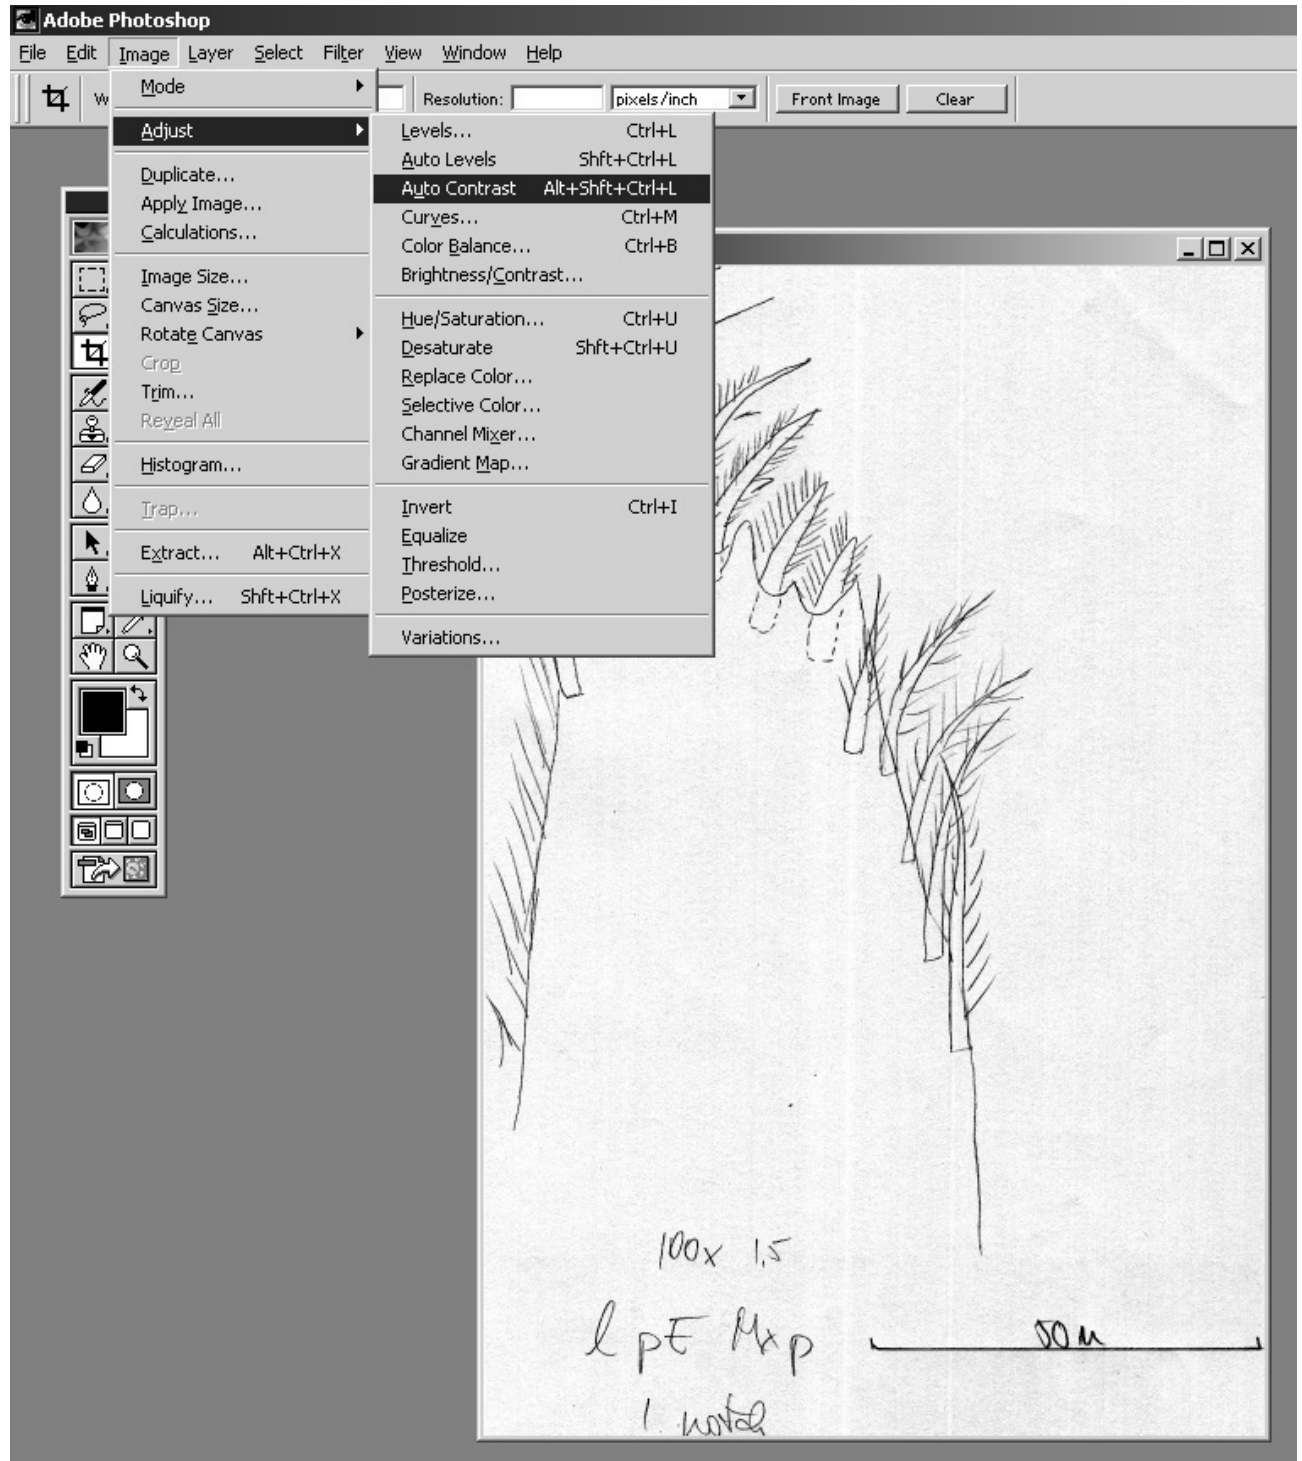 Adobe Photoshop
File Edit Image Layer Select Filter View Window Help
W Resolution: pixels/inch Front Image Clear
Mode
Adjust
Duplicate...
Apply Image...
Calculations...
Image Size...
Canvas Size...
Rotate Canvas
Crop
Trim...
Reveal All
Histogram...
Trap...
Extract... Alt+Ctrl+X
Liquify... Shft+Ctrl+X
Levels... Ctrl+L
Auto Levels Shft+Ctrl+L
Auto Contrast Alt+Shft+Ctrl+L
Curves... Ctrl+M
Color Balance... Ctrl+B
Brightness/Contrast...
Hue/Saturation... Ctrl+U
Desaturate Shft+Ctrl+U
Replace Color...
Selective Color...
Channel Mixer...
Gradient Map...
Invert Ctrl+I
Equalize
Threshold...
Posterize...
Variations...
100x 1,5
l pE Mxp
50 µ
1. notch